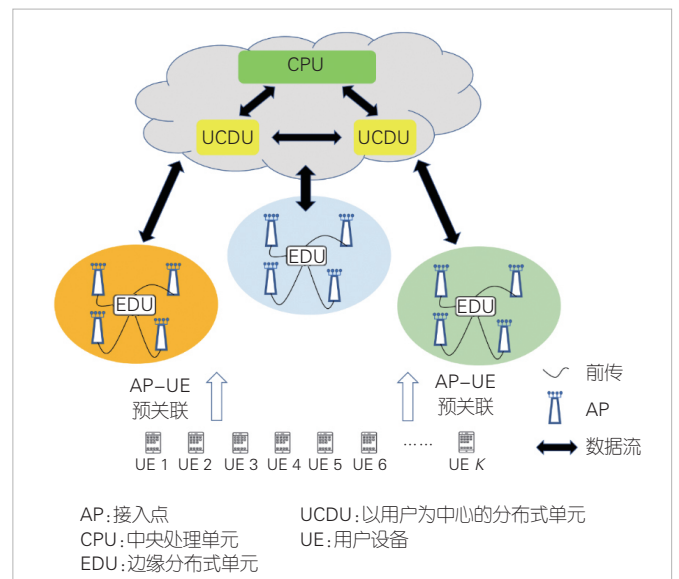 CPU
UCDU UCDU
EDU
EDU EDU
AP-UE
预关联
AP-UE
预关联
前传
AP
数据流
UE 1 UE 2 UE 3 UE 4 UE 5 UE 6 …… UE K
AP:接入点
CPU:中央处理单元
EDU:边缘分布式单元
UCDU:以用户为中心的分布式单元
UE:用户设备